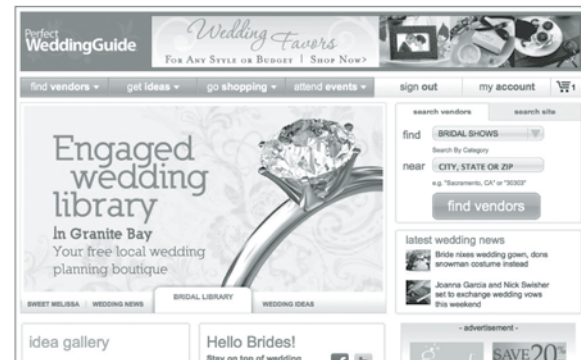 Perfect
WeddingGuide
Wedding Favors
FOR ANY STYLE OR BUDGET | SHOP NOW>
find vendors
get ideas
go shopping
attend events
sign out
my account
1
Engaged
wedding
library
In Granite Bay
Your free local wedding
planning boutique
SWEET MELISSA
WEDDING NEWS
BRIDAL LIBRARY
WEDDING IDEAS
search vendors
search site
find
BRIDAL SHOWS
Search By Category
near
CITY, STATE OR ZIP
e.g. "Sacramento, CA" or "30303"
find vendors
latest wedding news
Bride nixes wedding gown, dons
snowman costume instead
Joanna Garcia and Nick Swisher
set to exchange wedding vows
this weekend
idea gallery
Hello Brides!
Stay on top of wedding
- advertisement -
SAVE 20%